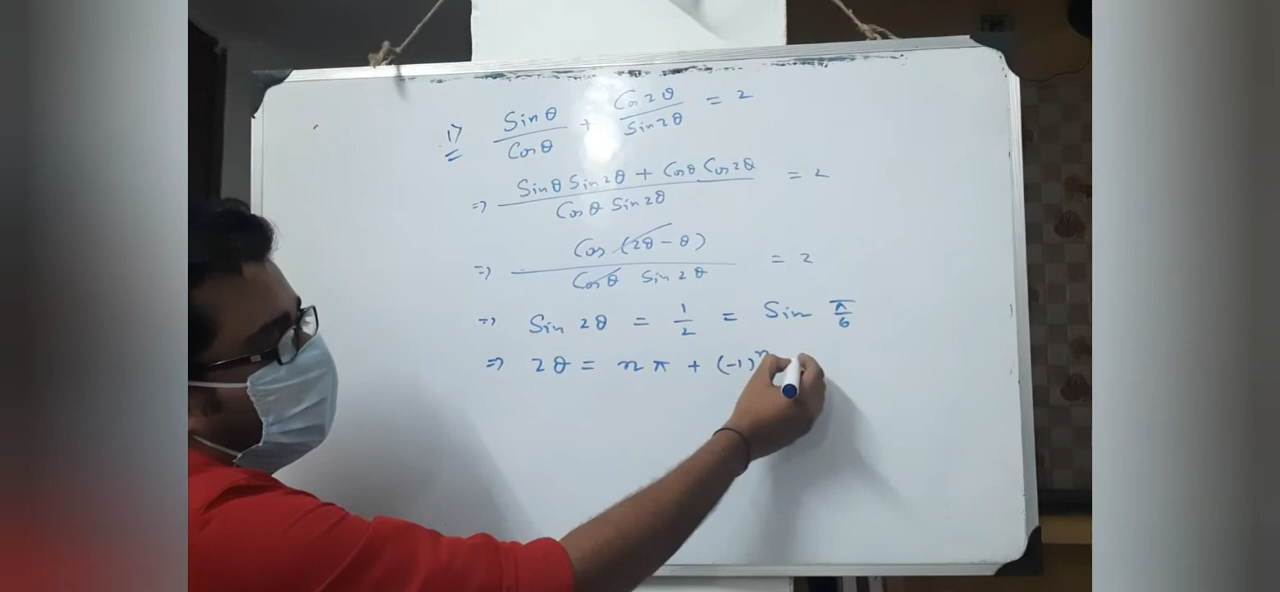 1) Sinθ/Cosθ + Cos2θ/Sin2θ = 2
=> (Sinθ Sin2θ + Cosθ Cos2θ)/(Cosθ Sin2θ) = 2
=> Cos(2θ-θ)/(Cosθ Sin2θ) = 2
=> Sin 2θ = 1/2 = Sin π/6
=> 2θ = nπ + (-1)^n